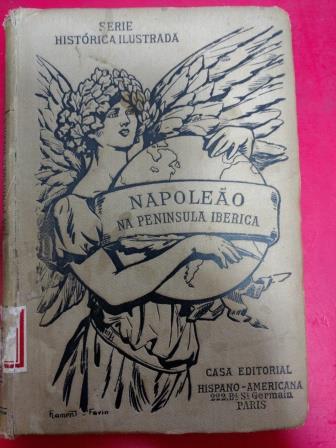 SERIE
HISTÓRICA ILUSTRADA
NAPOLEÃO
NA PENINSULA IBERICA
CASA EDITORIAL
HISPANO-AMERICANA
222, Bd St Germain
PARIS